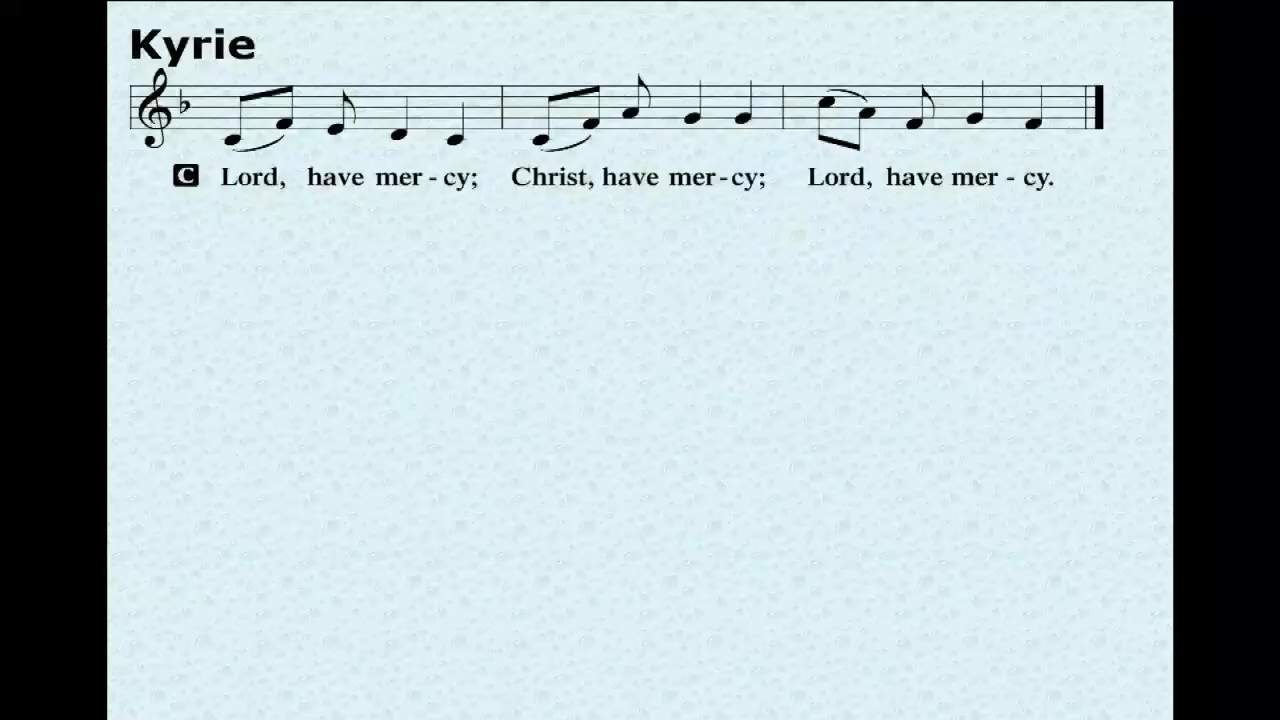 Kyrie
C Lord, have mer - cy; Christ, have mer - cy; Lord, have mer - cy.